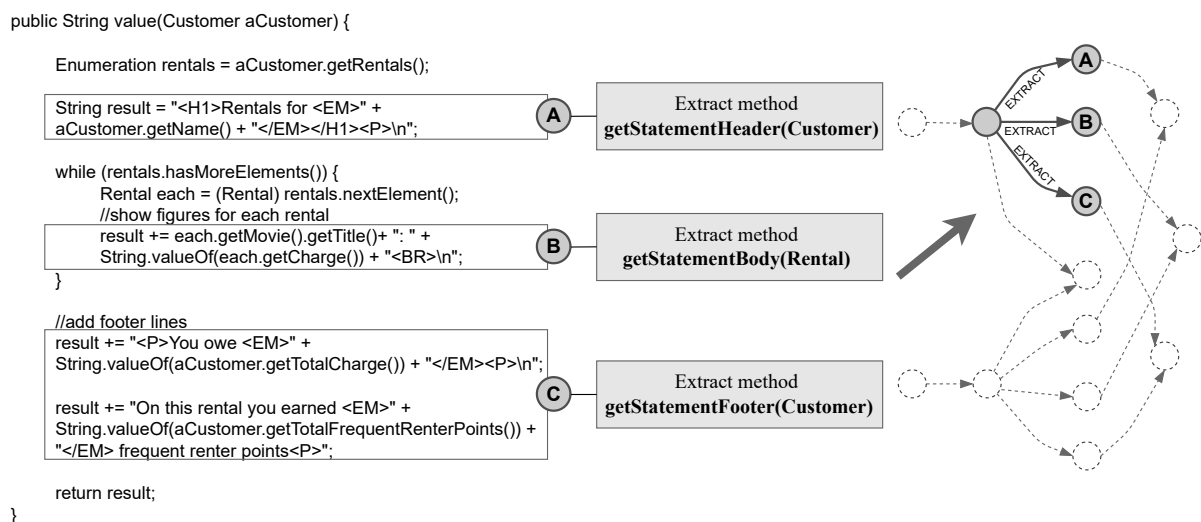 public String value(Customer aCustomer) {
Enumeration rentals = aCustomer.getRentals();
String result = "<H1>Rentals for <EM>" +
aCustomer.getName() + "</EM></H1><P>\n";
while (rentals.hasMoreElements()) {
Rental each = (Rental) rentals.nextElement();
//show figures for each rental
result += each.getMovie().getTitle()+ ": " +
String.valueOf(each.getCharge()) + "<BR>\n";
}
//add footer lines
result += "<P>You owe <EM>" +
String.valueOf(aCustomer.getTotalCharge()) + "</EM><P>\n";
result += "On this rental you earned <EM>" +
String.valueOf(aCustomer.getTotalFrequentRenterPoints()) +
"</EM> frequent renter points<P>";
return result;
}
A
Extract method
getStatementHeader(Customer)
B
Extract method
getStatementBody(Rental)
C
Extract method
getStatementFooter(Customer)
EXTRACT
A
EXTRACT
B
EXTRACT
C